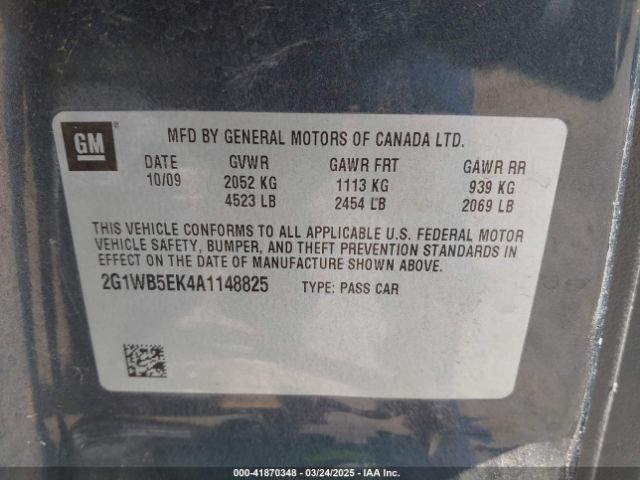 GM
MFD BY GENERAL MOTORS OF CANADA LTD.
DATE GVWR GAWR FRT GAWR RR
10/09 2052 KG 1113 KG 939 KG
4523 LB 2454 LB 2069 LB
THIS VEHICLE CONFORMS TO ALL APPLICABLE U.S. FEDERAL MOTOR
VEHICLE SAFETY, BUMPER, AND THEFT PREVENTION STANDARDS IN
EFFECT ON THE DATE OF MANUFACTURE SHOWN ABOVE.
2G1WB5EK4A1148825 TYPE: PASS CAR
000-41870348 — 03/24/2025 — IAA Inc.